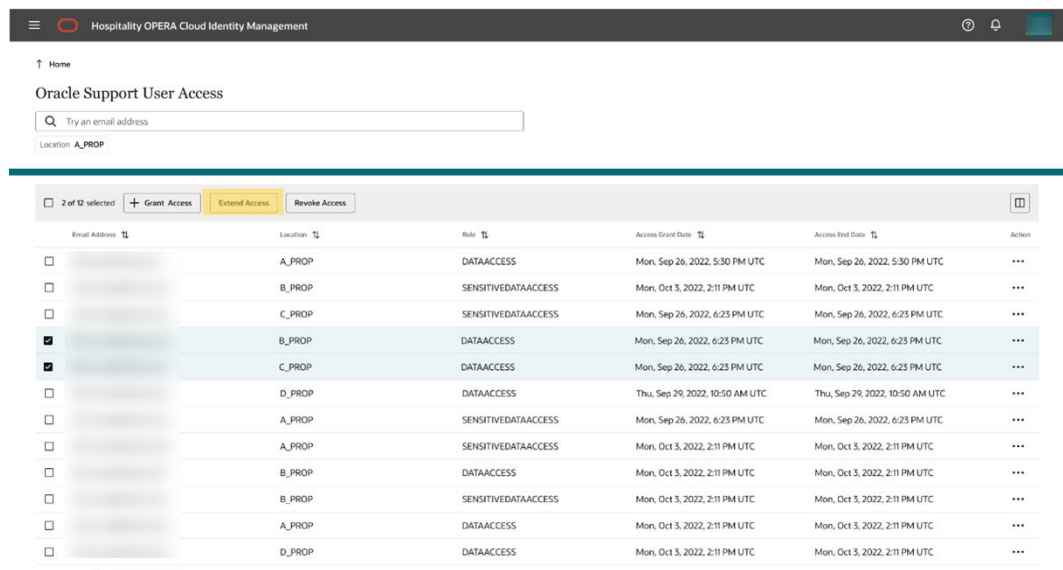 Hospitality OPERA Cloud Identity Management
Home
Oracle Support User Access
Try an email address
Location A_PROP
2 of 12 selected + Grant Access Extend Access Revoke Access
Email Address Location Role Access Grant Date Access End Date Action
A_PROP DATAACCESS Mon, Sep 26, 2022, 5:30 PM UTC Mon, Sep 26, 2022, 5:30 PM UTC
B_PROP SENSITIVEDATAACCESS Mon, Oct 3, 2022, 2:11 PM UTC Mon, Oct 3, 2022, 2:11 PM UTC
C_PROP SENSITIVEDATAACCESS Mon, Sep 26, 2022, 6:23 PM UTC Mon, Sep 26, 2022, 6:23 PM UTC
B_PROP DATAACCESS Mon, Sep 26, 2022, 6:23 PM UTC Mon, Sep 26, 2022, 6:23 PM UTC
C_PROP DATAACCESS Mon, Sep 26, 2022, 6:23 PM UTC Mon, Sep 26, 2022, 6:23 PM UTC
D_PROP DATAACCESS Thu, Sep 29, 2022, 10:50 AM UTC Thu, Sep 29, 2022, 10:50 AM UTC
A_PROP SENSITIVEDATAACCESS Mon, Sep 26, 2022, 6:23 PM UTC Mon, Sep 26, 2022, 6:23 PM UTC
A_PROP SENSITIVEDATAACCESS Mon, Oct 3, 2022, 2:11 PM UTC Mon, Oct 3, 2022, 2:11 PM UTC
B_PROP DATAACCESS Mon, Oct 3, 2022, 2:11 PM UTC Mon, Oct 3, 2022, 2:11 PM UTC
B_PROP SENSITIVEDATAACCESS Mon, Oct 3, 2022, 2:11 PM UTC Mon, Oct 3, 2022, 2:11 PM UTC
A_PROP DATAACCESS Mon, Oct 3, 2022, 2:11 PM UTC Mon, Oct 3, 2022, 2:11 PM UTC
D_PROP DATAACCESS Mon, Oct 3, 2022, 2:11 PM UTC Mon, Oct 3, 2022, 2:11 PM UTC